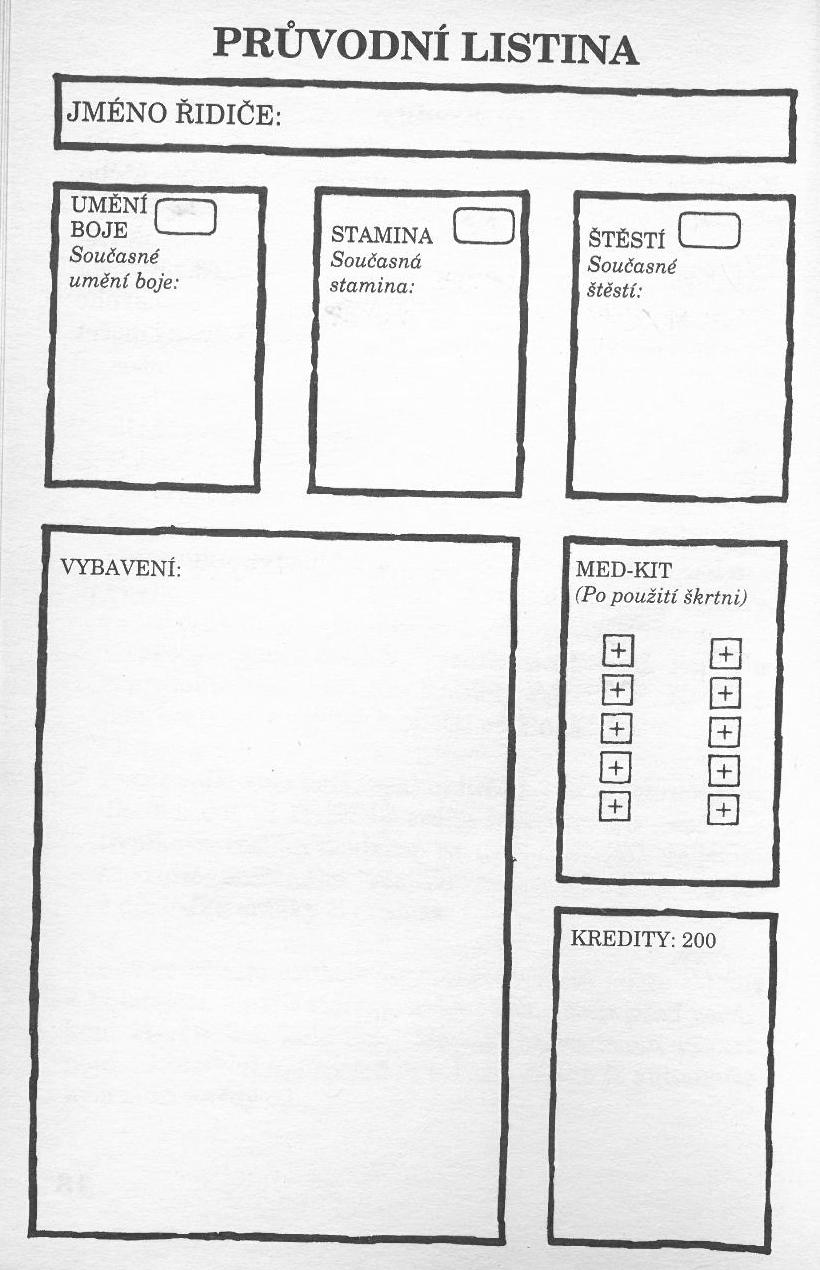 PRŮVODNÍ LISTINA
JMÉNO ŘIDIČE:
UMĚNÍ
BOJE
Současné
umění boje:
STAMINA
Současná
stamina:
ŠTĚSTÍ
Současné
štěstí:
VYBAVENÍ:
MED-KIT
(Po použití škrtni)
+ +
+ +
+ +
+ +
+ +
KREDITY: 200